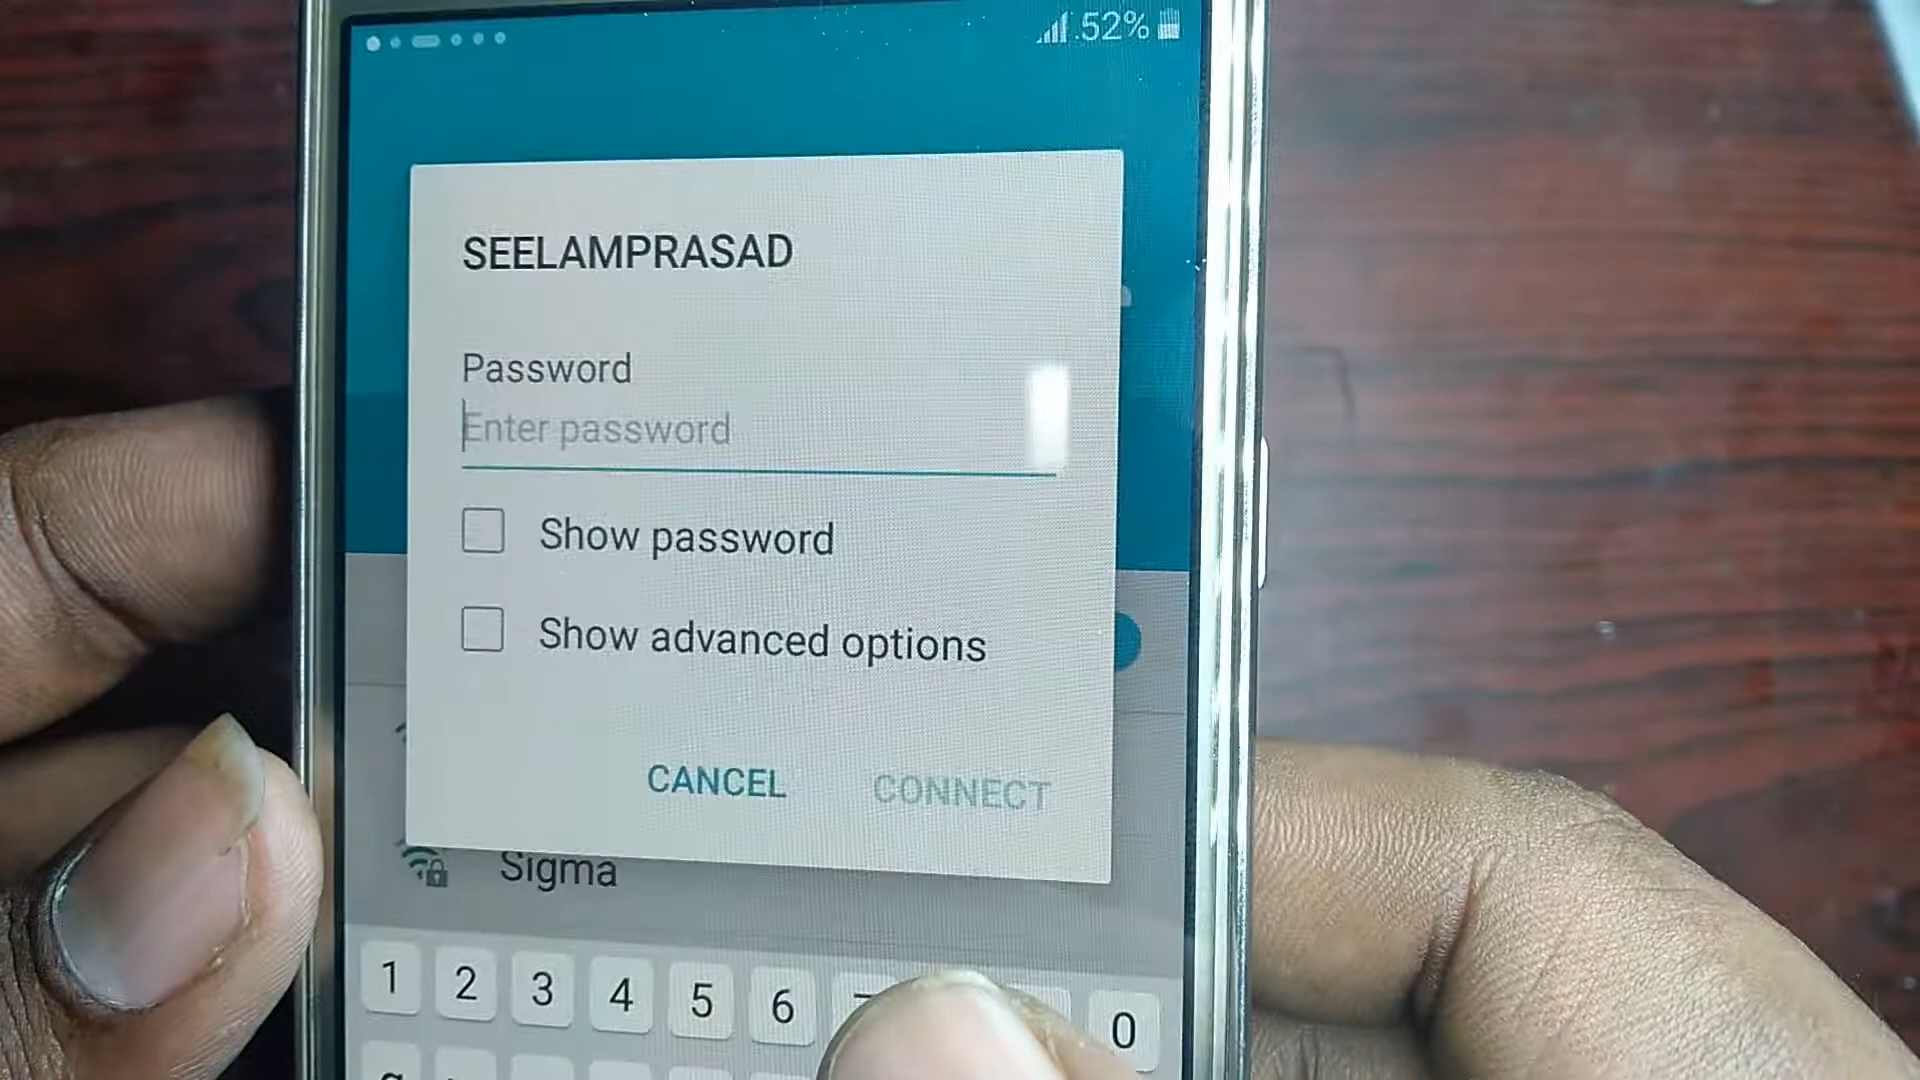 52%
SEELAMPRASAD
Password
Enter password
Show password
Show advanced options
CANCEL CONNECT
Sigma
1 2 3 4 5 6 0